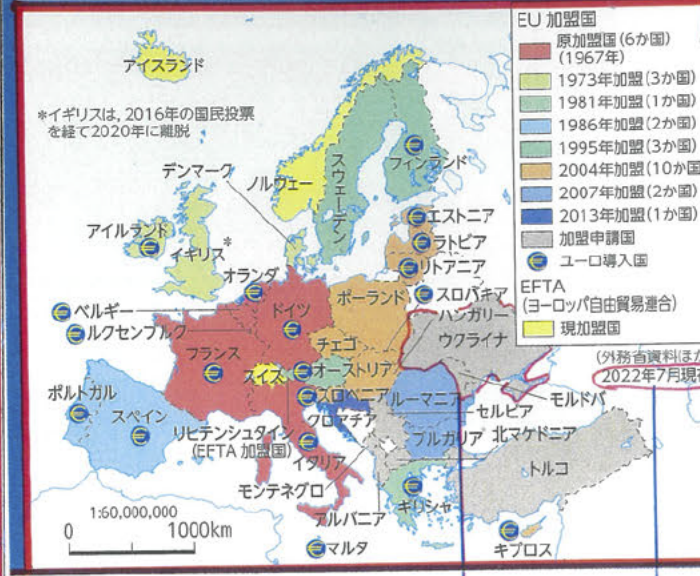 EU 加盟国
原加盟国(6か国)
(1967年)
1973年加盟(3か国)
1981年加盟(1か国)
1986年加盟(2か国)
1995年加盟(3か国)
2004年加盟(10か国
2007年加盟(2か国)
2013年加盟(1か国)
加盟申請国
ユーロ導入国
EFTA
(ヨーロッパ自由貿易連合)
現加盟国
(外務省資料ほか
2022年7月現在
アイスランド
*イギリスは，2016年の国民投票
を経て2020年に離脱
デンマーク
ノルウェー
スウェーデン
フィンランド
エストニア
ラトビア
リトアニア
アイルランド
イギリス*
オランダ
ベルギー
ルクセンブルク
ドイツ
ポーランド
スロバキア
ハンガリー
ウクライナ
チェコ
フランス
スイス
オーストリア
スロベニア
クロアチア
ルーマニア
モルドバ
セルビア
ポルトガル
スペイン
リヒテンシュタイン
(EFTA 加盟国)
イタリア
ブルガリア
北マケドニア
トルコ
モンテネグロ
アルバニア
ギリシャ
マルタ
キプロス
1:60,000,000
0 1000km